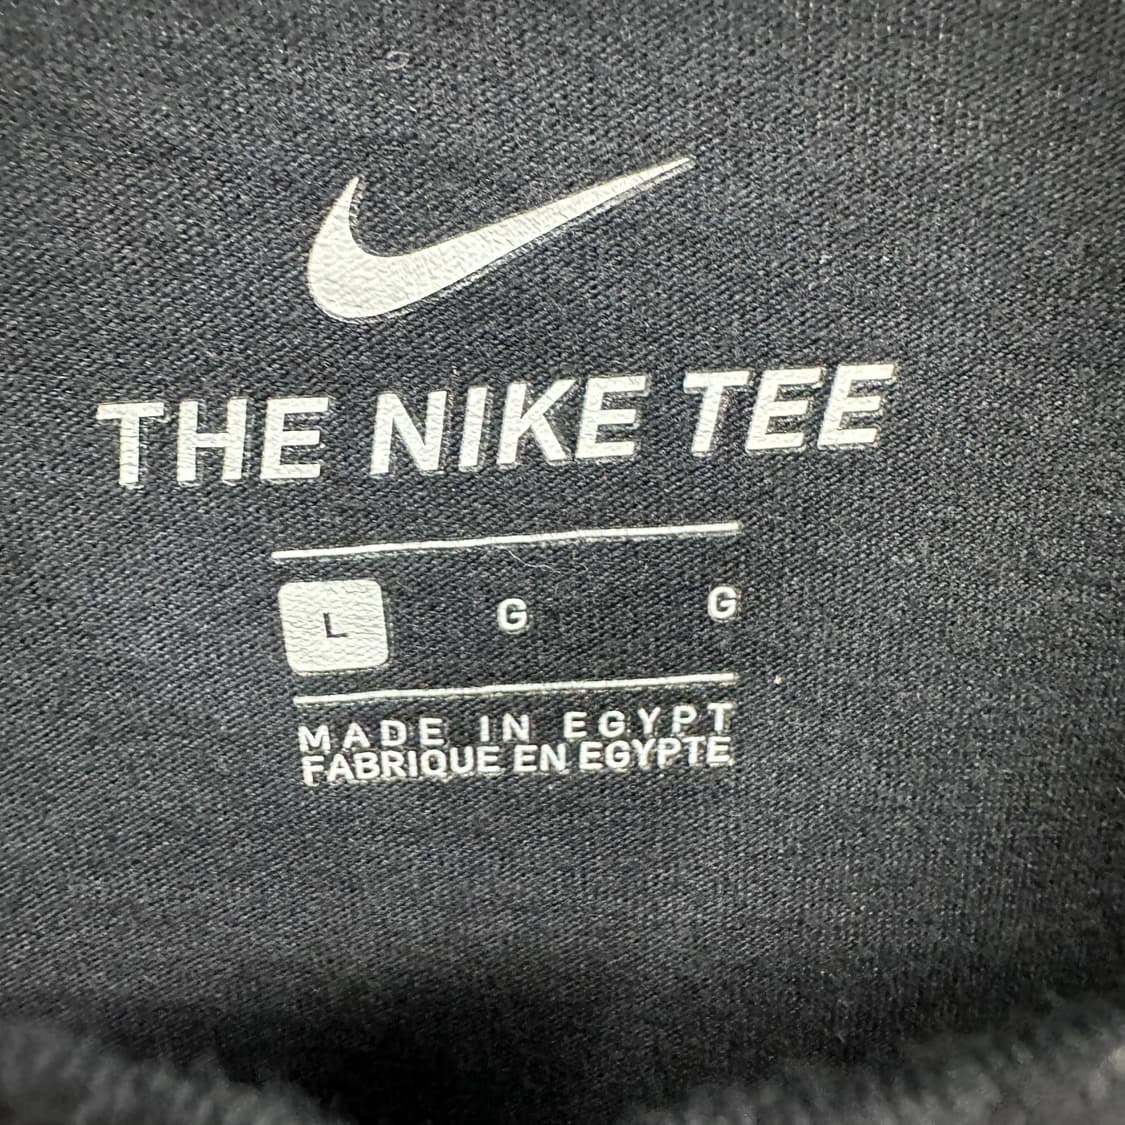 THE NIKE TEE
L G G
MADE IN EGYPT
FABRIQUE EN EGYPTE